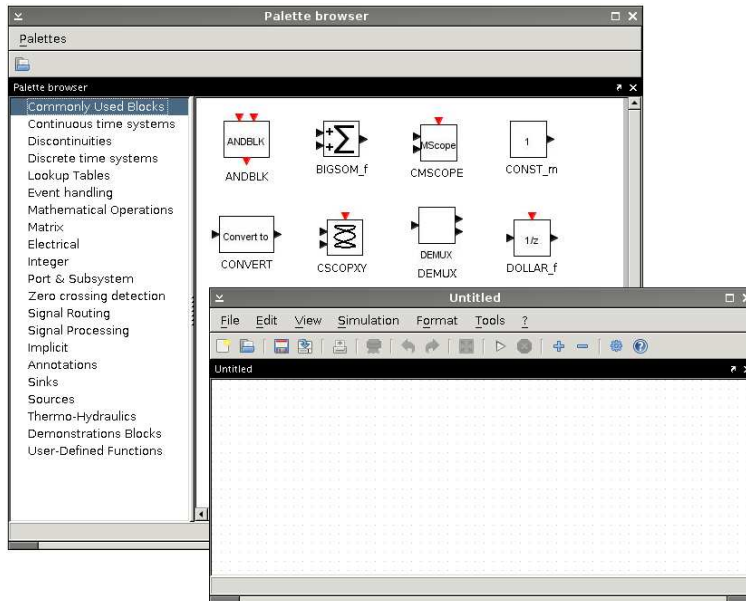 Palette browser
Palettes
Palette browser
Commonly Used Blocks
Continuous time systems
Discontinuities
Discrete time systems
Lookup Tables
Event handling
Mathematical Operations
Matrix
Electrical
Integer
Port & Subsystem
Zero crossing detection
Signal Routing
Signal Processing
Implicit
Annotations
Sinks
Sources
Thermo-Hydraulics
Demonstrations Blocks
User-Defined Functions
ANDBLK
MScope
1
ANDBLK
BIGSOM_f
CMSCOPE
CONST_m
Convert to
1/z
DEMUX
CONVERT
CSCOPXY
DEMUX
DOLLAR_f
Untitled
File Edit View Simulation Format Tools ?
Untitled